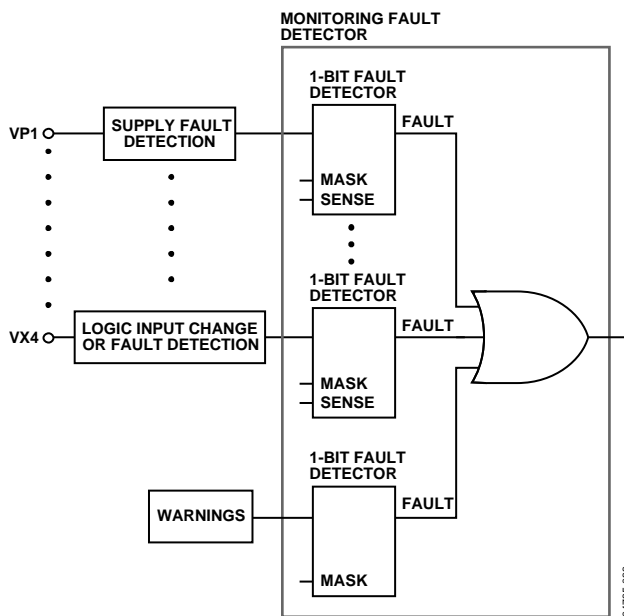 MONITORING FAULT
DETECTOR
1-BIT FAULT
DETECTOR
FAULT
VP1
SUPPLY FAULT
DETECTION
MASK
SENSE
1-BIT FAULT
DETECTOR
FAULT
VX4
LOGIC INPUT CHANGE
OR FAULT DETECTION
MASK
SENSE
1-BIT FAULT
DETECTOR
FAULT
WARNINGS
MASK